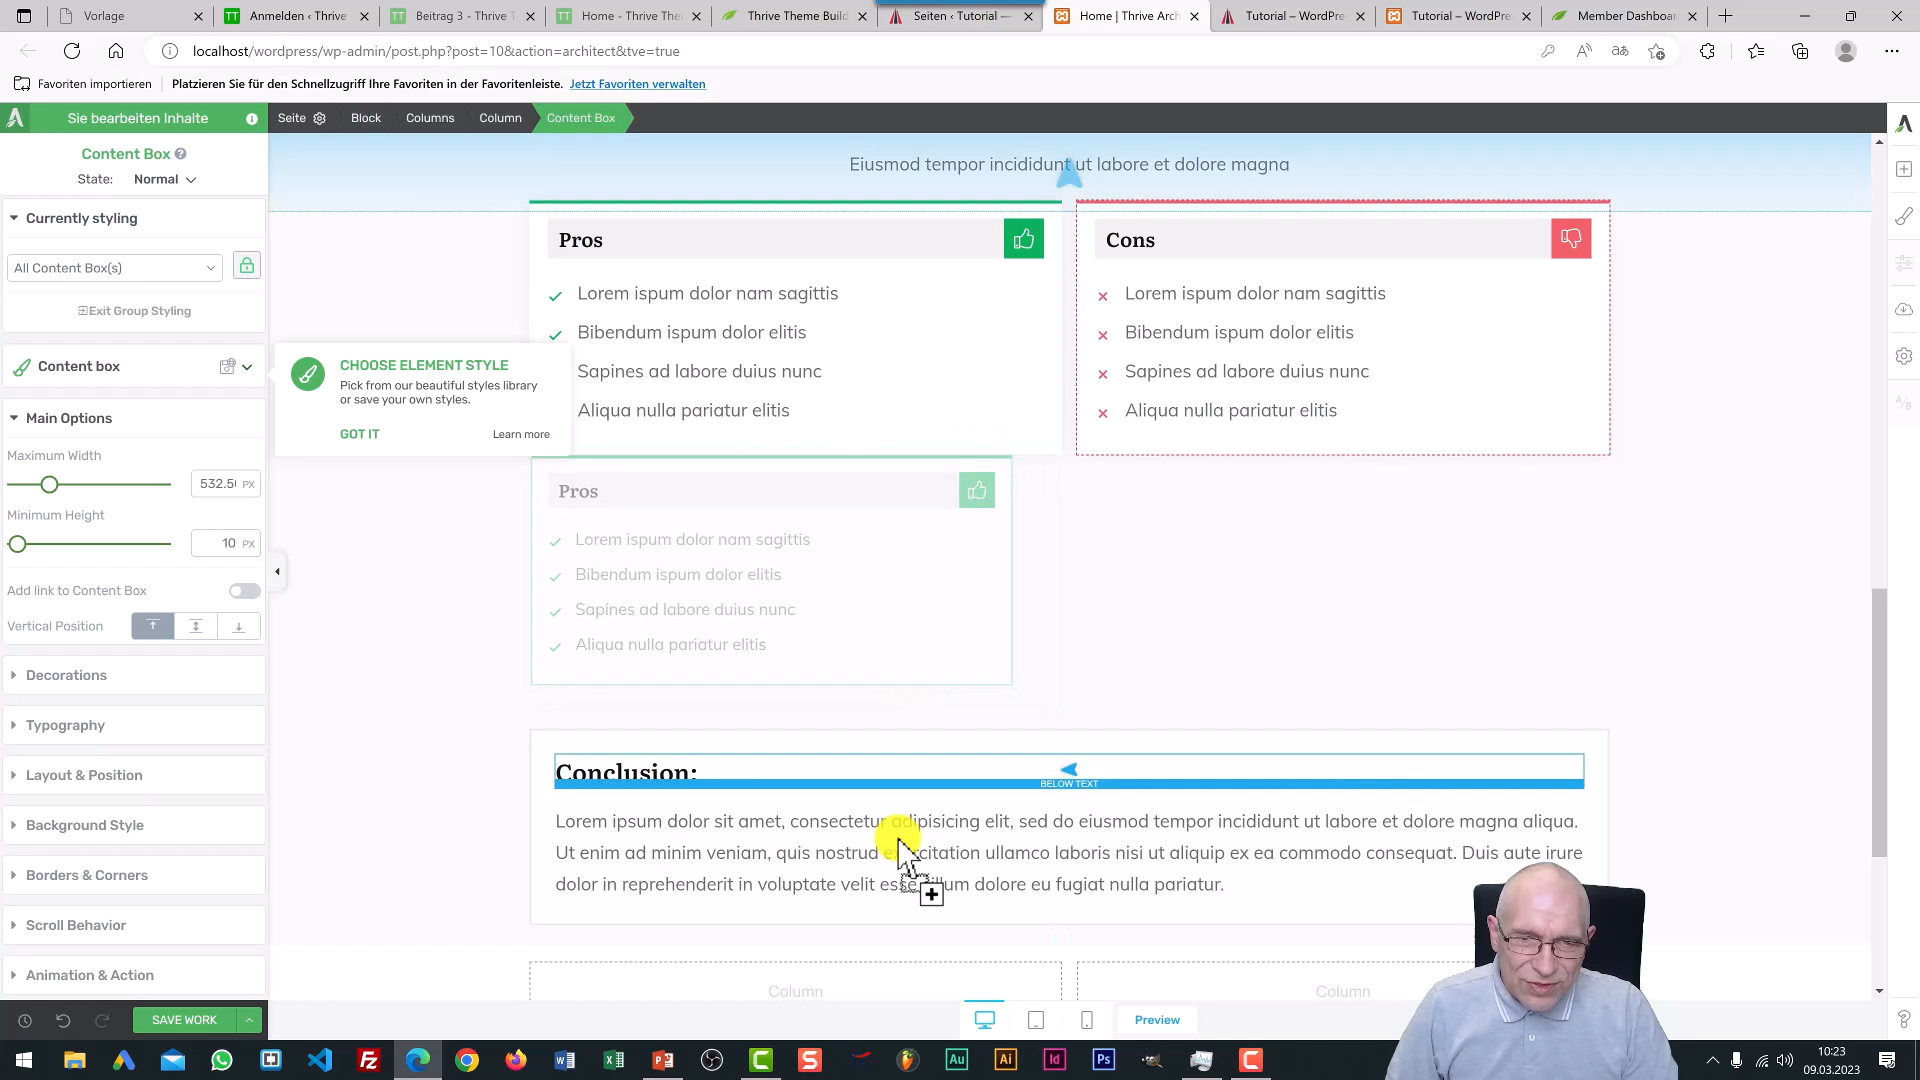 Vorlage
Anmelden ‹ Thrive
Beitrag 3 - Thrive T
Home - Thrive The
Thrive Theme Build
Seiten ‹ Tutorial —
Home | Thrive Arch
Tutorial – WordPre
Tutorial – WordPre
Member Dashboa
localhost/wordpress/wp-admin/post.php?post=10&action=architect&tve=true
Favoriten importieren
Platzieren Sie für den Schnellzugriff Ihre Favoriten in der Favoritenleiste. Jetzt Favoriten verwalten
Sie bearbeiten Inhalte
Seite
Block
Columns
Column
Content Box
Content Box
State: Normal
Currently styling
All Content Box(s)
Exit Group Styling
Content box
Main Options
Maximum Width
532.5 PX
Minimum Height
10 PX
Add link to Content Box
Vertical Position
Decorations
Typography
Layout & Position
Background Style
Borders & Corners
Scroll Behavior
Animation & Action
SAVE WORK
CHOOSE ELEMENT STYLE
Pick from our beautiful styles library
or save your own styles.
GOT IT
Learn more
Eiusmod tempor incididunt ut labore et dolore magna
Pros
Lorem ispum dolor nam sagittis
Bibendum ispum dolor elitis
Sapines ad labore duius nunc
Aliqua nulla pariatur elitis
Cons
Lorem ispum dolor nam sagittis
Bibendum ispum dolor elitis
Sapines ad labore duius nunc
Aliqua nulla pariatur elitis
Pros
Lorem ispum dolor nam sagittis
Bibendum ispum dolor elitis
Sapines ad labore duius nunc
Aliqua nulla pariatur elitis
Conclusion:
BELOW TEXT
Lorem ipsum dolor sit amet, consectetur adipisicing elit, sed do eiusmod tempor incididunt ut labore et dolore magna aliqua.
Ut enim ad minim veniam, quis nostrud exercitation ullamco laboris nisi ut aliquip ex ea commodo consequat. Duis aute irure
dolor in reprehenderit in voluptate velit esse cillum dolore eu fugiat nulla pariatur.
Column
Column
Preview
A/B
10:23
09.03.2023